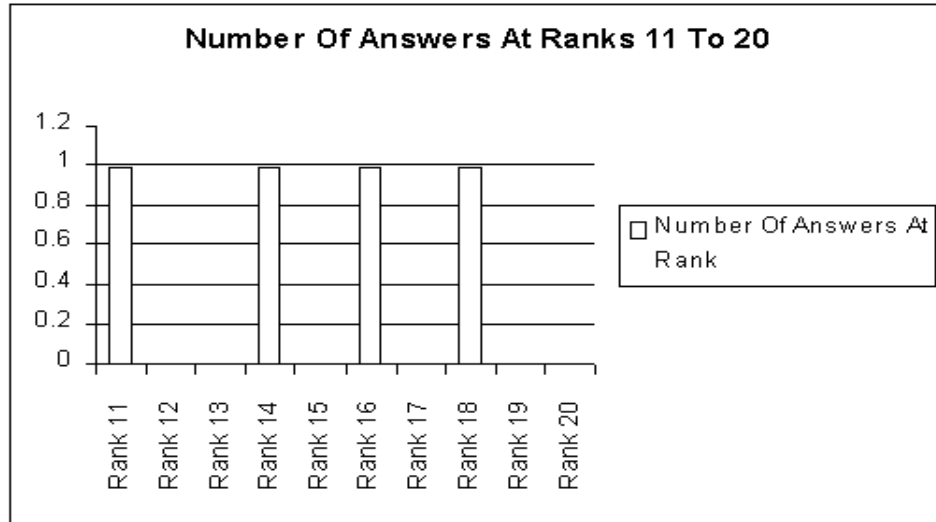 Number Of Answers At Ranks 11 To 20
1.2
1
0.8
0.6
0.4
0.2
0
Rank 11
Rank 12
Rank 13
Rank 14
Rank 15
Rank 16
Rank 17
Rank 18
Rank 19
Rank 20
Number Of Answers At
Rank